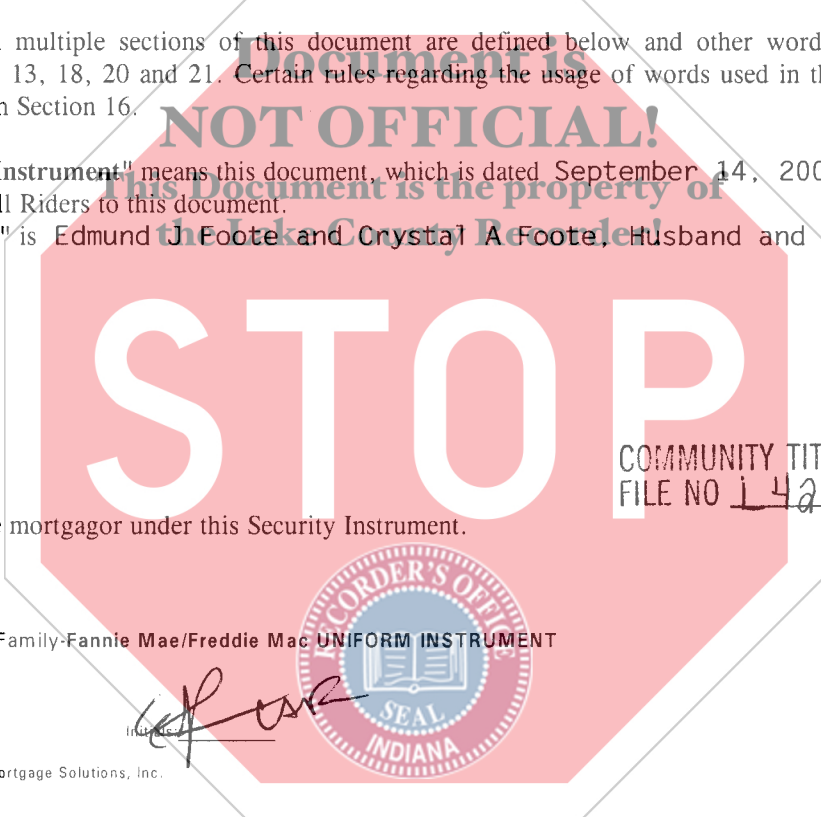 multiple sections of this document are defined below and other word
13, 18, 20 and 21. Certain rules regarding the usage of words used in th
n Section 16.
Document is
NOT OFFICIAL!
This Document is the property of
the Lake County Recorder!
Instrument" means this document, which is dated September 14, 200
ll Riders to this document.
" is Edmund J Foote and Crystal A Foote, Husband and
STOP
COMMUNITY TIT
FILE NO L 42
e mortgagor under this Security Instrument.
RECORDER'S OFFICE
SEAL
INDIANA
Family-Fannie Mae/Freddie Mac UNIFORM INSTRUMENT
Initials:
ortgage Solutions, Inc.